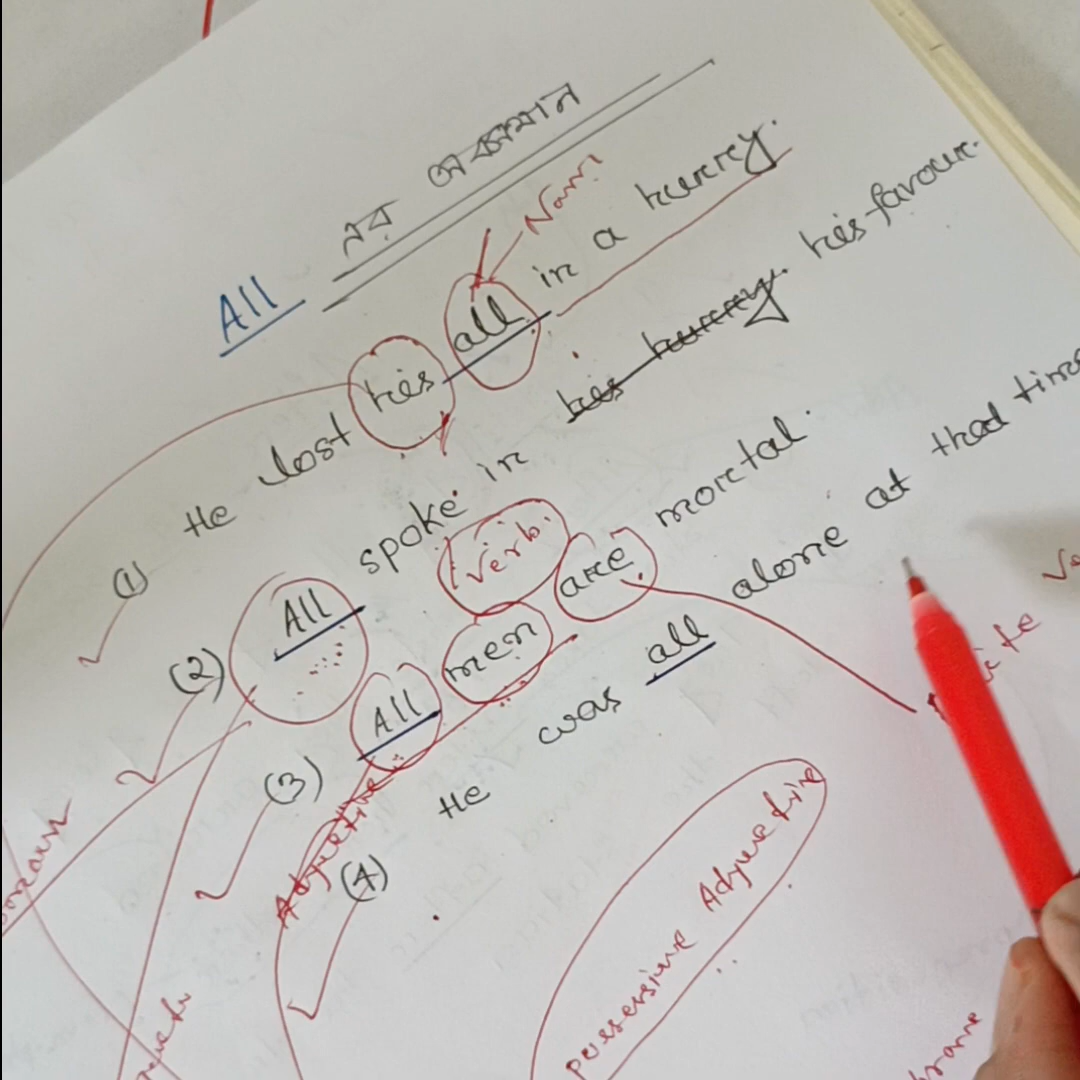 All এর অবস্থান
Noun
(1) He lost his all in a hurry.
(2) All spoke in his hurry. his favour.
verb.
(3) All men are mortal.
(4) He was all alone at that time
Adjective
possessive Adjective